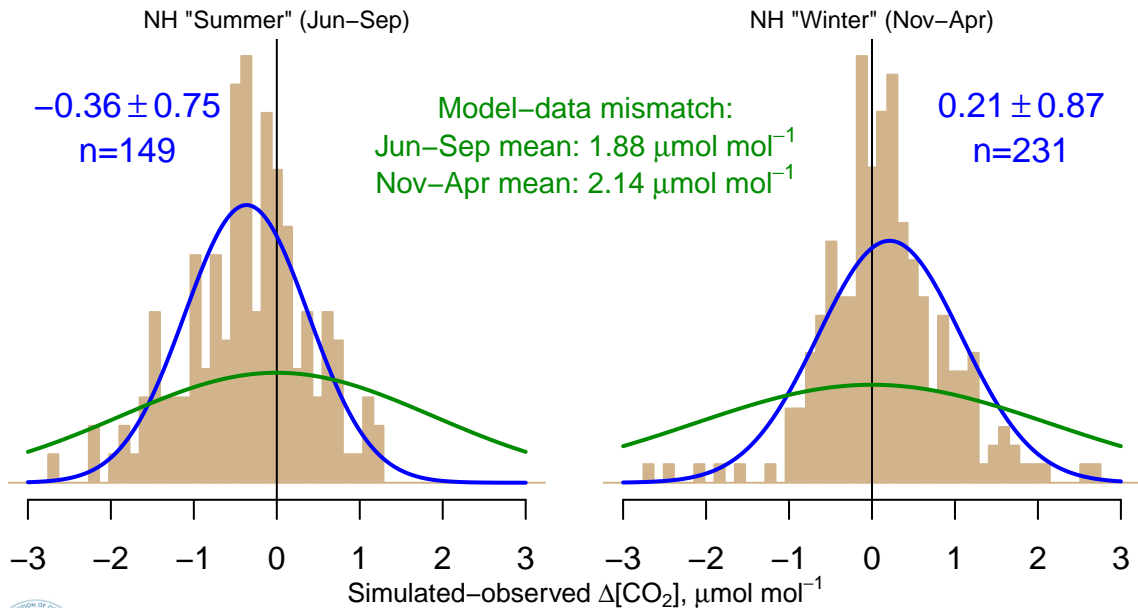 NH "Summer" (Jun−Sep)
NH "Winter" (Nov−Apr)
−0.36 ± 0.75
n=149
Model−data mismatch:
Jun−Sep mean: 1.88 μmol mol⁻¹
Nov−Apr mean: 2.14 μmol mol⁻¹
0.21 ± 0.87
n=231
−3 −2 −1 0 1 2 3
−3 −2 −1 0 1 2 3
Simulated−observed Δ[CO₂], μmol mol⁻¹